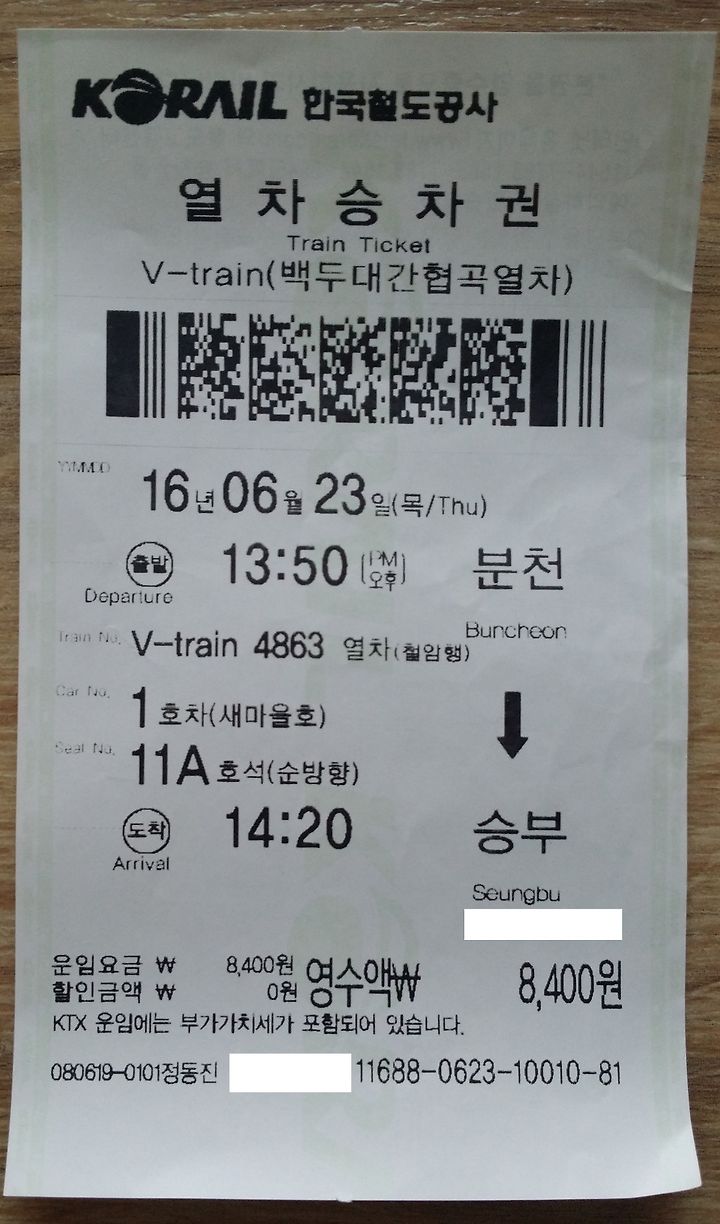 KORAIL 한국철도공사
열차승차권
Train Ticket
V-train(백두대간협곡열차)
YYMMDD
16년 06월 23일(목/Thu)
출발 13:50 (PM 오후) 분천
Departure
Buncheon
Train No. V-train 4863 열차(철암행)
Car No. 1 호차(새마을호)
Seat No. 11A 호석(순방향)
도착 14:20 승부
Arrival
Seungbu
운임요금 ₩ 8,400원 영수액₩ 8,400원
할인금액 ₩ 0원
KTX 운임에는 부가가치세가 포함되어 있습니다.
080619-0101정동진 11688-0623-10010-81